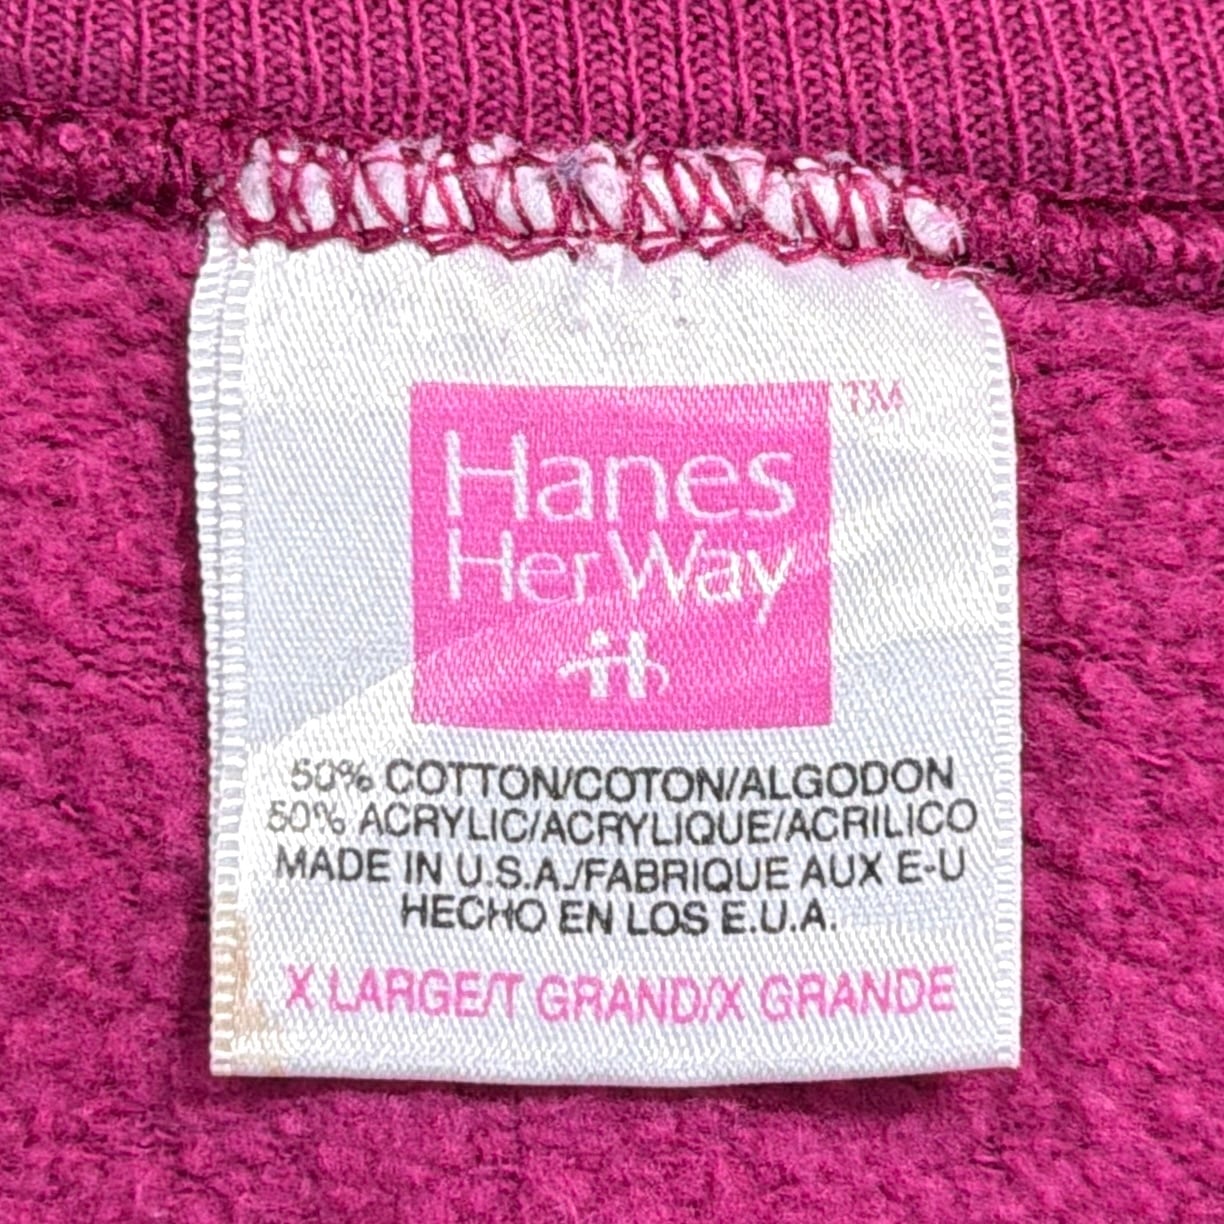 Hanes
TM
Her Way
50% COTTON/COTON/ALGODON
50% ACRYLIC/ACRYLIQUE/ACRILICO
MADE IN U.S.A./FABRIQUE AUX E-U
HECHO EN LOS E.U.A.
X LARGE/T GRAND/X GRANDE